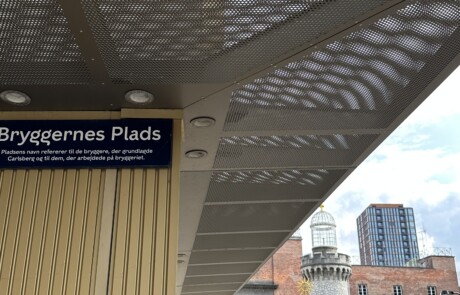 Bryggernes Plads
Pladsens navn refererer til de bryggere, der grundlagde
Carlsberg og til dem, der arbejdede på bryggeriet.